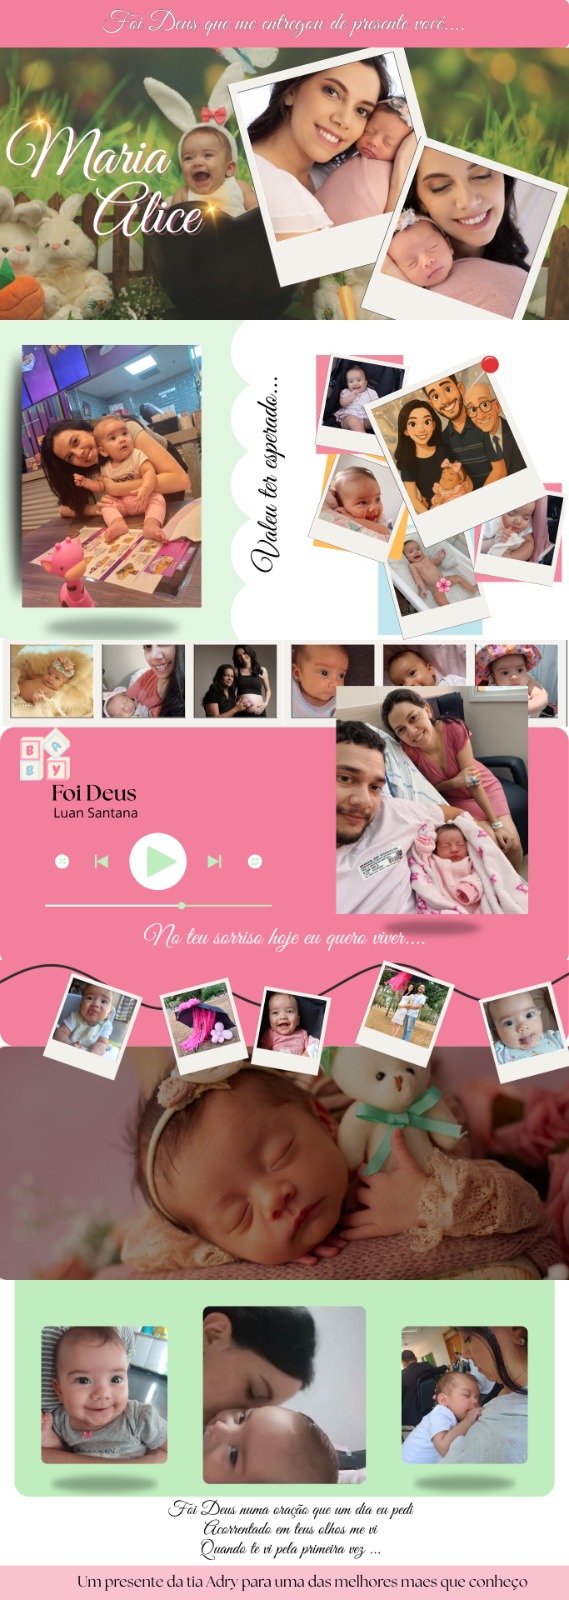 Foi Deus que me entregou de presente você....
Maria
Alice
Valeu ter esperado...
B A
B Y
Foi Deus
Luan Santana
No teu sorriso hoje eu quero viver....
Foi Deus numa oração que um dia eu pedi
Acorrentado em teus olhos me vi
Quando te vi pela primeira vez ...
Um presente da tia Adry para uma das melhores maes que conheço